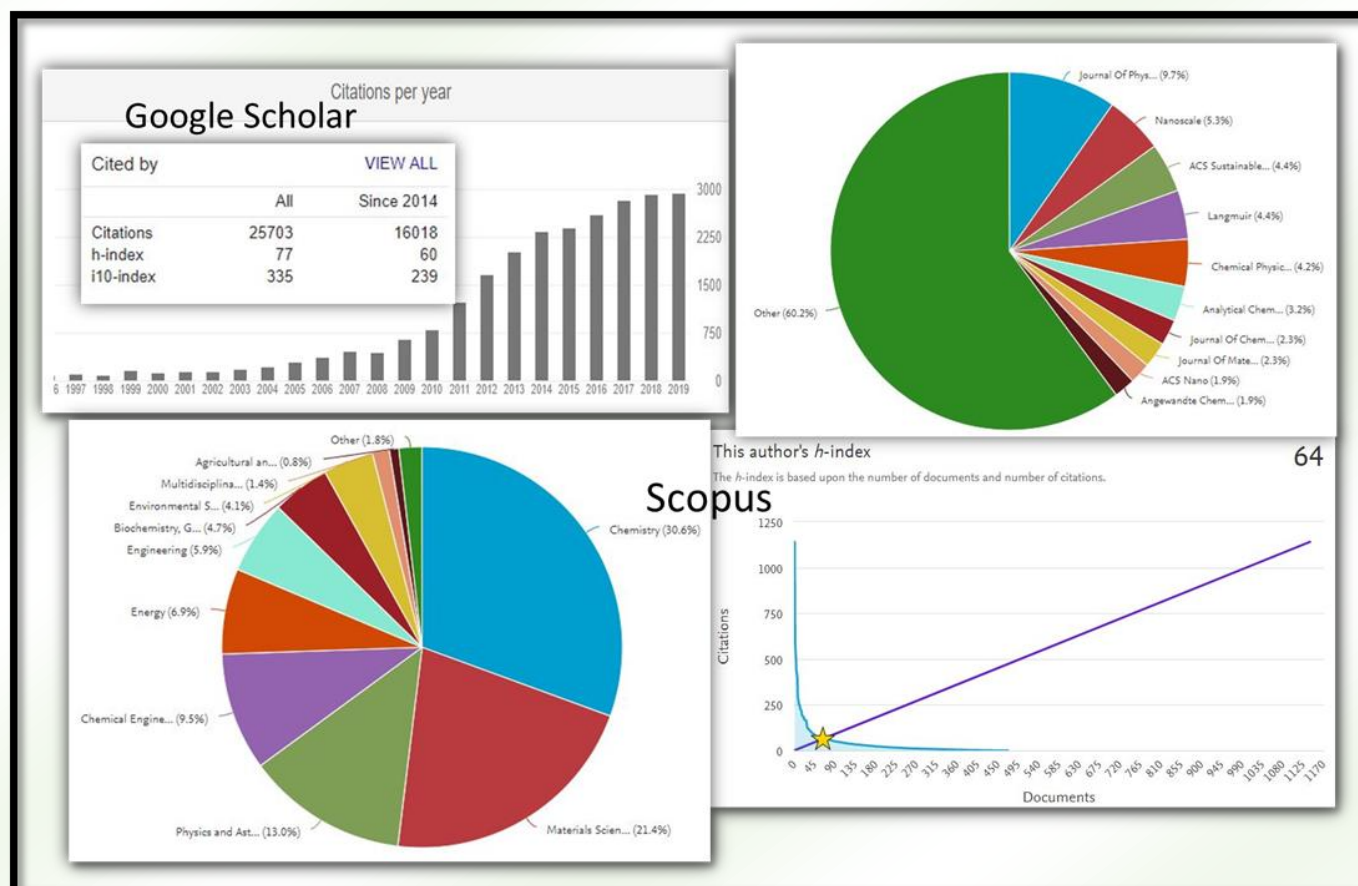 Citations per year
Google Scholar
Cited by VIEW ALL
All Since 2014
Citations 25703 16018
h-index 77 60
i10-index 335 239
3000
2250
1500
750
0
6 1997 1998 1999 2000 2001 2002 2003 2004 2005 2006 2007 2008 2009 2010 2011 2012 2013 2014 2015 2016 2017 2018 2019
Journal Of Phys... (9.7%)
Nanoscale (5.3%)
ACS Sustainable... (4.4%)
Langmuir (4.4%)
Chemical Physic... (4.2%)
Analytical Chem... (3.2%)
Journal Of Chem... (2.3%)
Journal Of Mate... (2.3%)
ACS Nano (1.9%)
Angewandte Chem... (1.9%)
Other (60.2%)
Other (1.8%)
Agricultural an... (0.8%)
Multidisciplina... (1.4%)
Environmental S... (4.1%)
Biochemistry, G... (4.7%)
Engineering (5.9%)
Energy (6.9%)
Chemical Engine... (9.5%)
Physics and Ast... (13.0%)
Materials Scien... (21.4%)
Chemistry (30.6%)
Scopus
This author's h-index 64
The h-index is based upon the number of documents and number of citations.
1250
1000
750
500
250
0
Citations
0 45 90 135 180 225 270 315 360 405 450 495 540 585 630 675 720 765 810 855 900 945 990 1035 1080 1125 1170
Documents